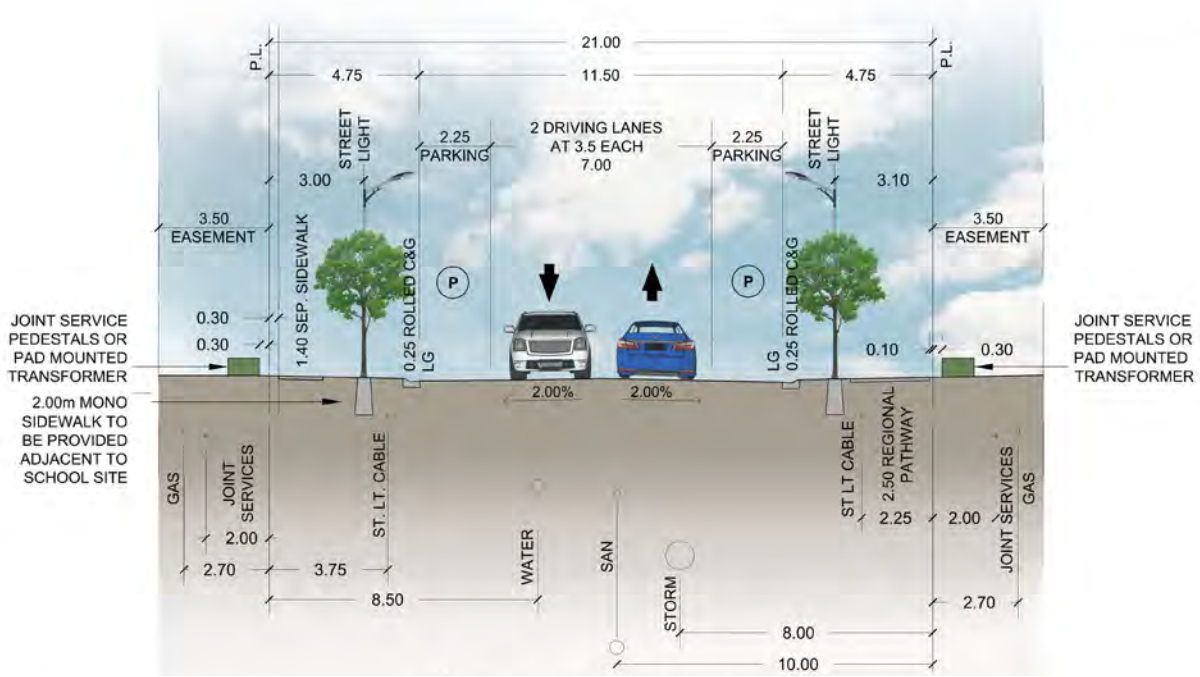 21.00
P.L.
P.L.
4.75
11.50
4.75
STREET
LIGHT
2.25
PARKING
2 DRIVING LANES
AT 3.5 EACH
7.00
2.25
PARKING
STREET
LIGHT
3.00
3.10
3.50
EASEMENT
3.50
EASEMENT
1.40 SEP. SIDEWALK
0.25 ROLLED C&G
P
P
0.25 ROLLED C&G
0.30
0.30
LG
LG
0.10
0.30
JOINT SERVICE
PEDESTALS OR
PAD MOUNTED
TRANSFORMER
JOINT SERVICE
PEDESTALS OR
PAD MOUNTED
TRANSFORMER
2.00%
2.00%
2.00m MONO
SIDEWALK TO
BE PROVIDED
ADJACENT TO
SCHOOL SITE
GAS
JOINT
SERVICES
ST. LT. CABLE
WATER
SAN
STORM
ST LT CABLE
2.50 REGIONAL
PATHWAY
JOINT SERVICES
GAS
2.25
2.00
2.00
2.70
3.75
8.50
2.70
8.00
10.00